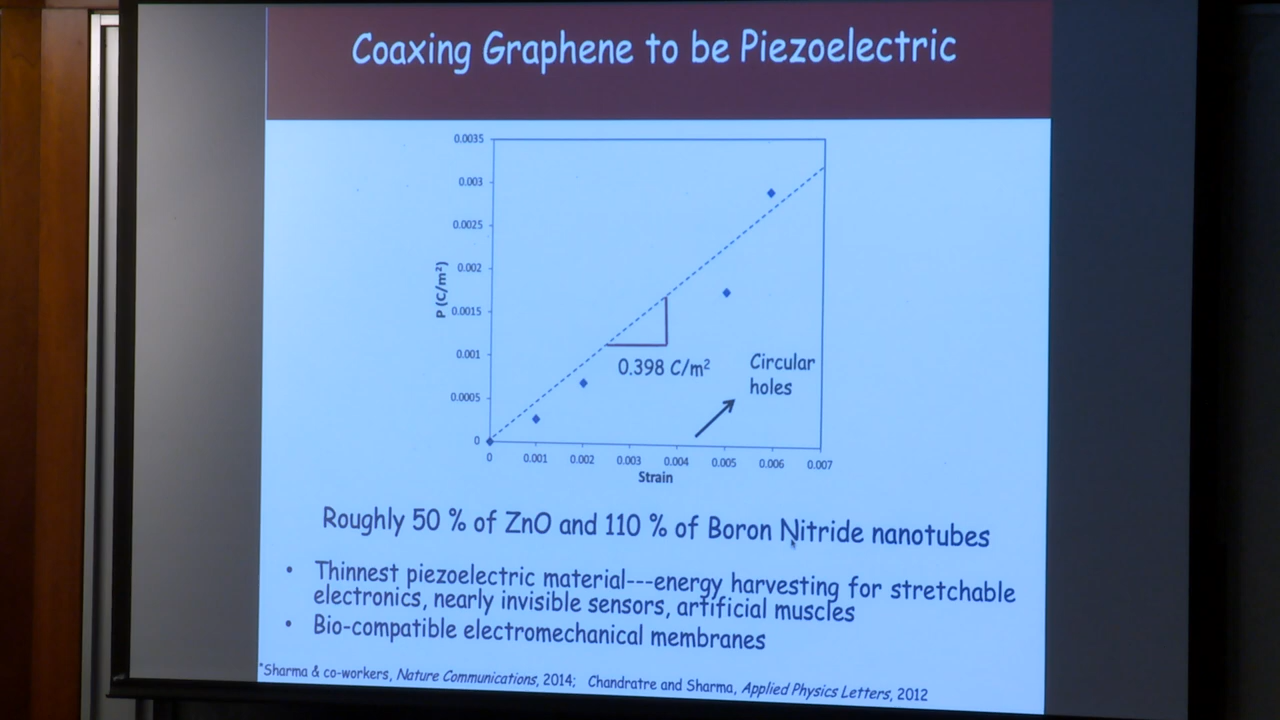 Coaxing Graphene to be Piezoelectric
0.0035
0.003
0.0025
0.002
0.0015
0.001
0.0005
0
P (C/m²)
0.398 C/m²
Circular
holes
0 0.001 0.002 0.003 0.004 0.005 0.006 0.007
Strain
Roughly 50 % of ZnO and 110 % of Boron Nitride nanotubes
• Thinnest piezoelectric material---energy harvesting for stretchable
electronics, nearly invisible sensors, artificial muscles
• Bio-compatible electromechanical membranes
*Sharma & co-workers, Nature Communications, 2014; Chandratre and Sharma, Applied Physics Letters, 2012